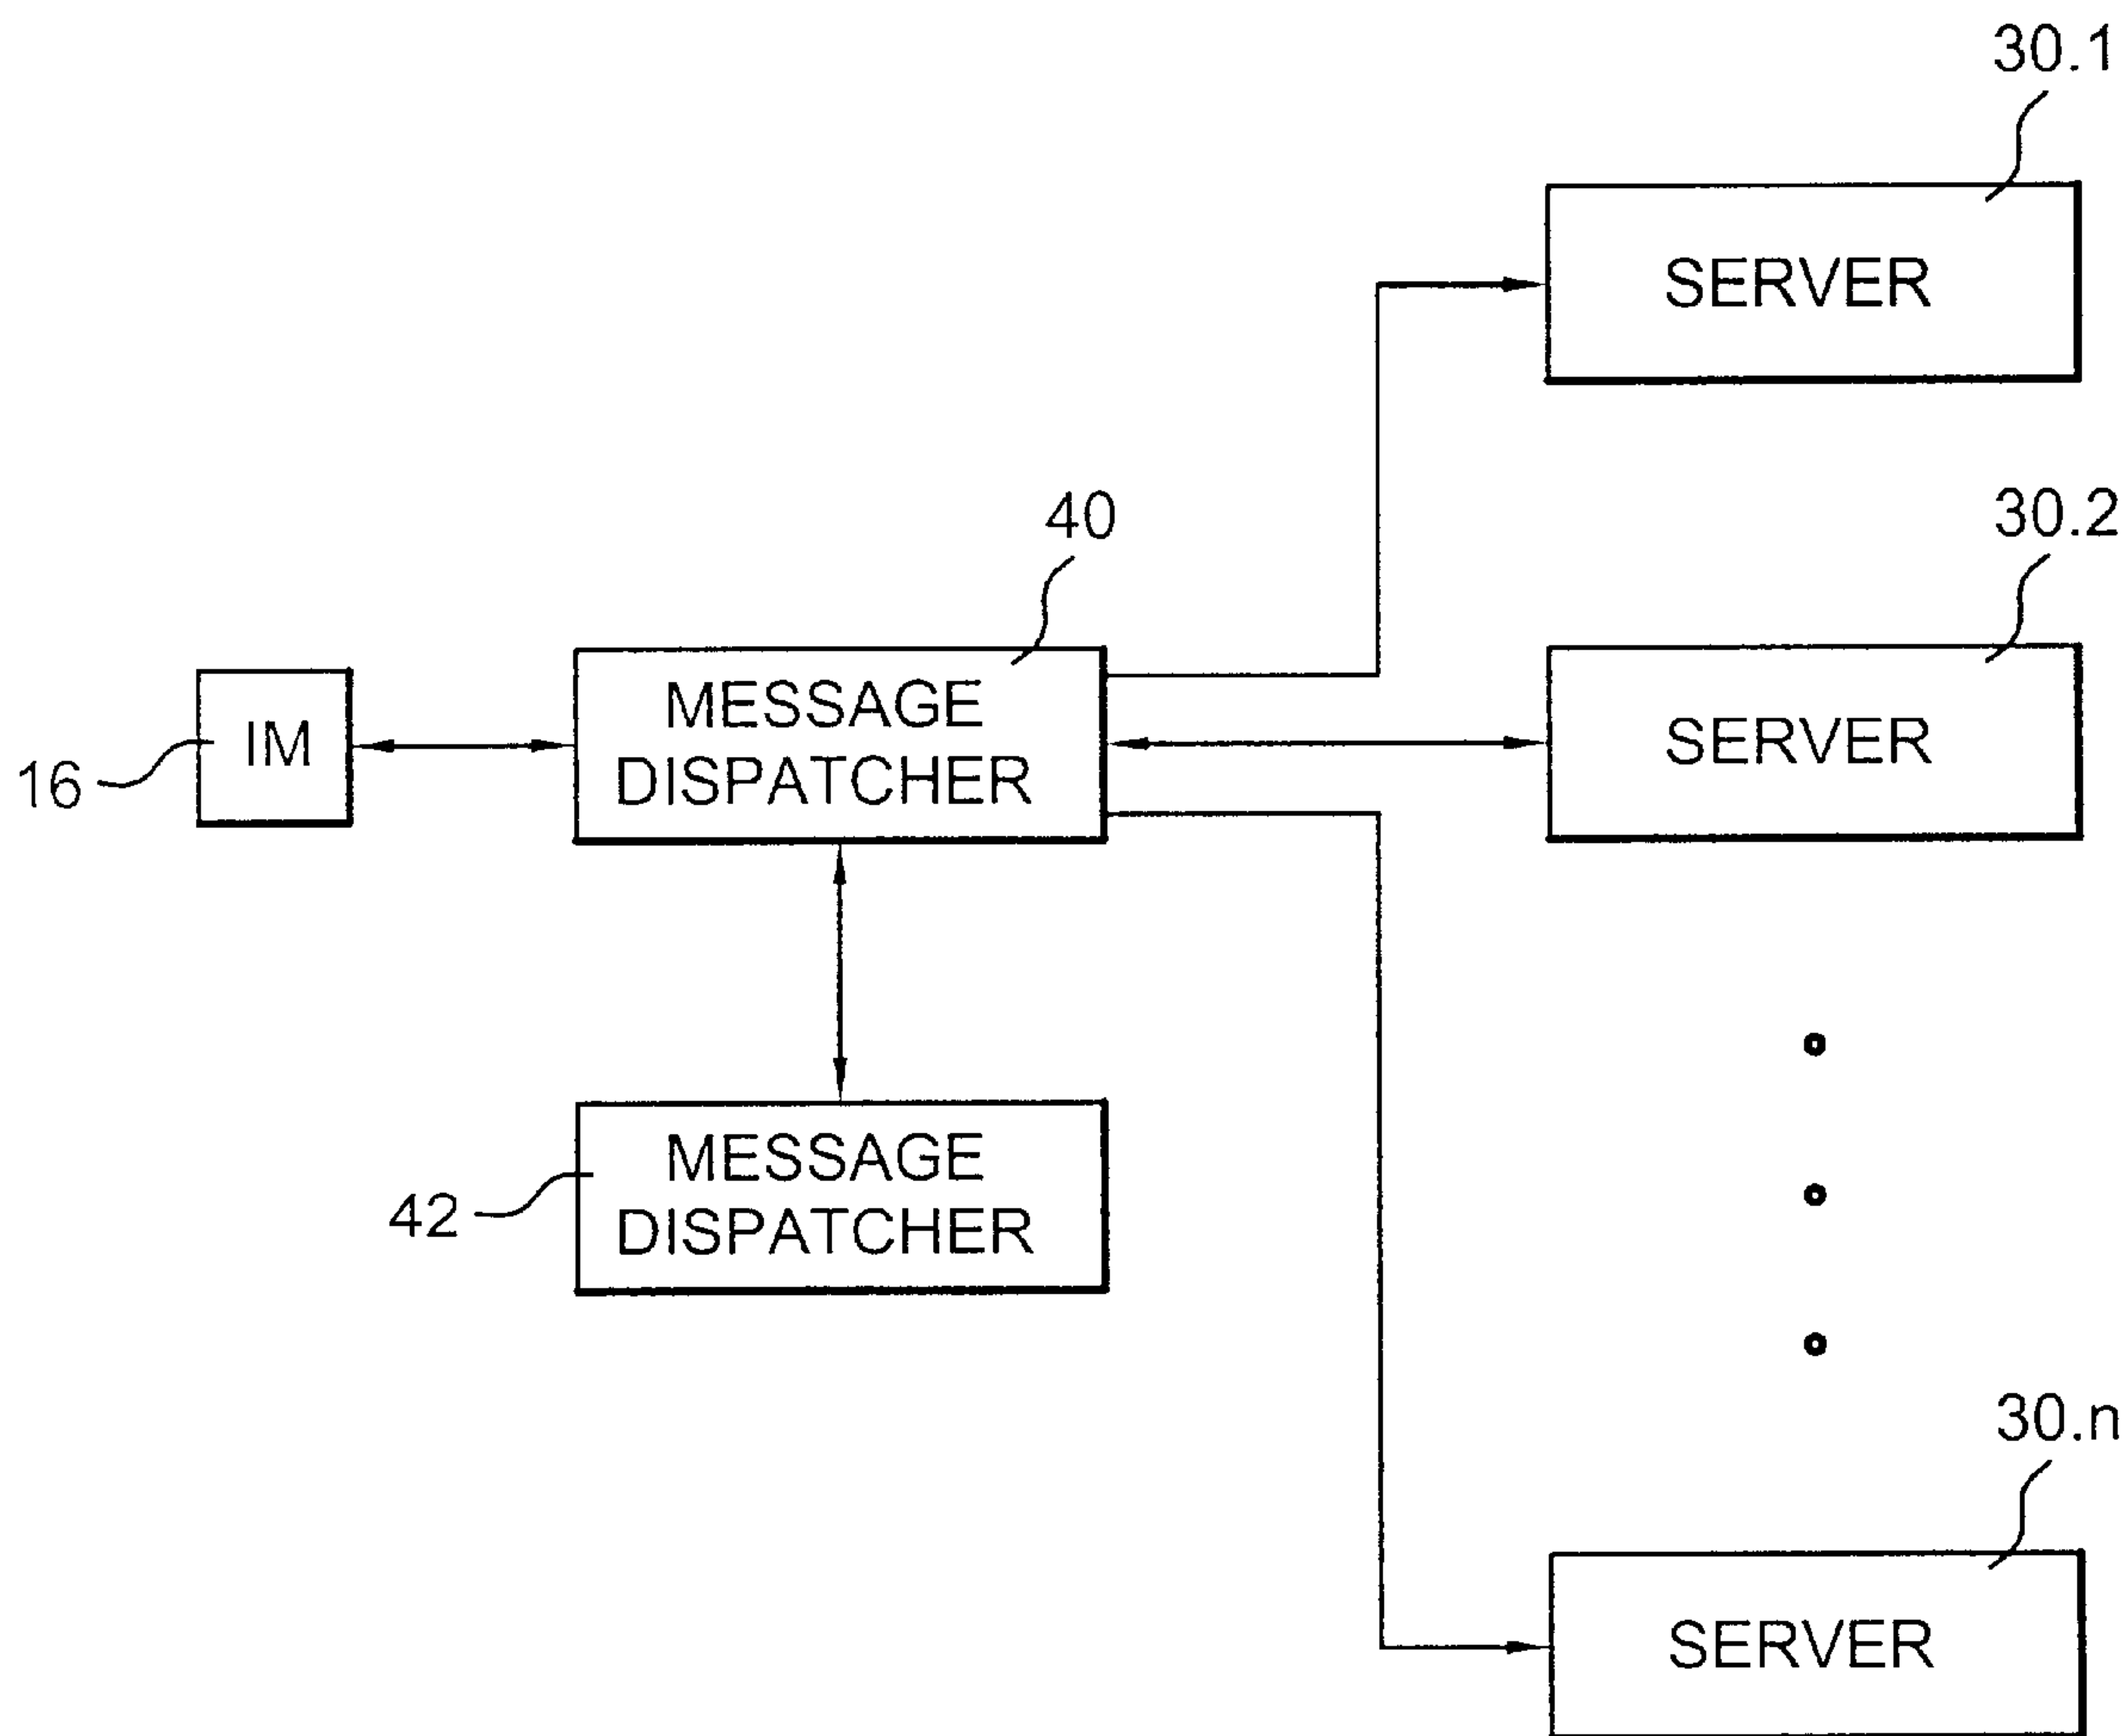 30.1
SERVER
40
30.2
16
IM
MESSAGE
DISPATCHER
SERVER
42
MESSAGE
DISPATCHER
30.n
SERVER